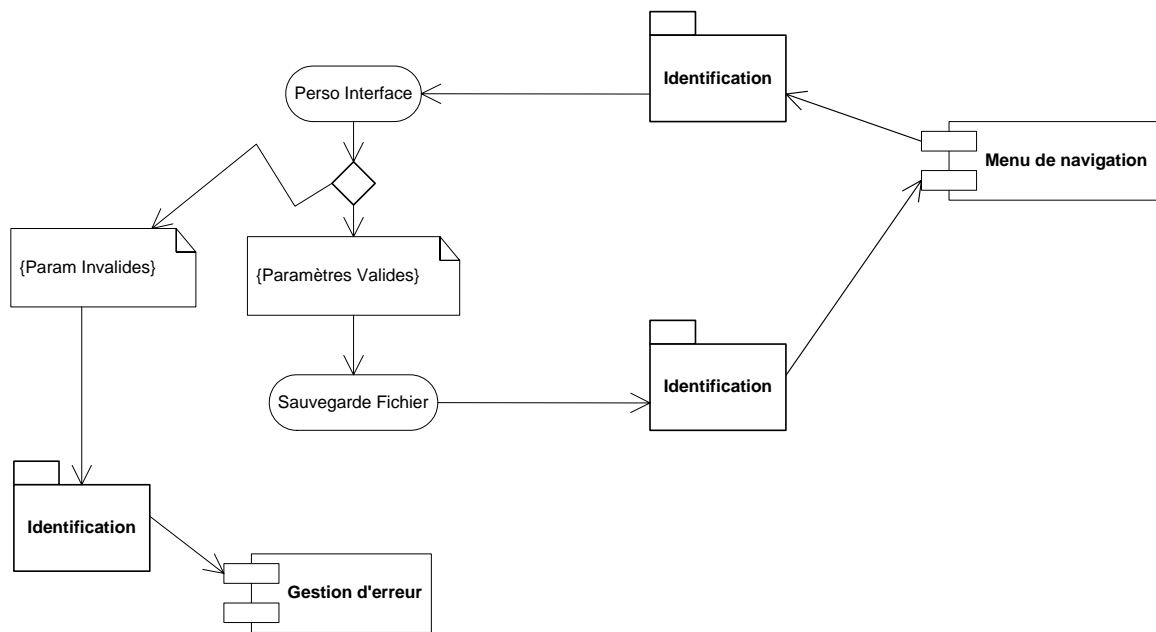 Identification
Perso Interface
Menu de navigation
{Param Invalides}
{Paramètres Valides}
Identification
Sauvegarde Fichier
Identification
Gestion d'erreur